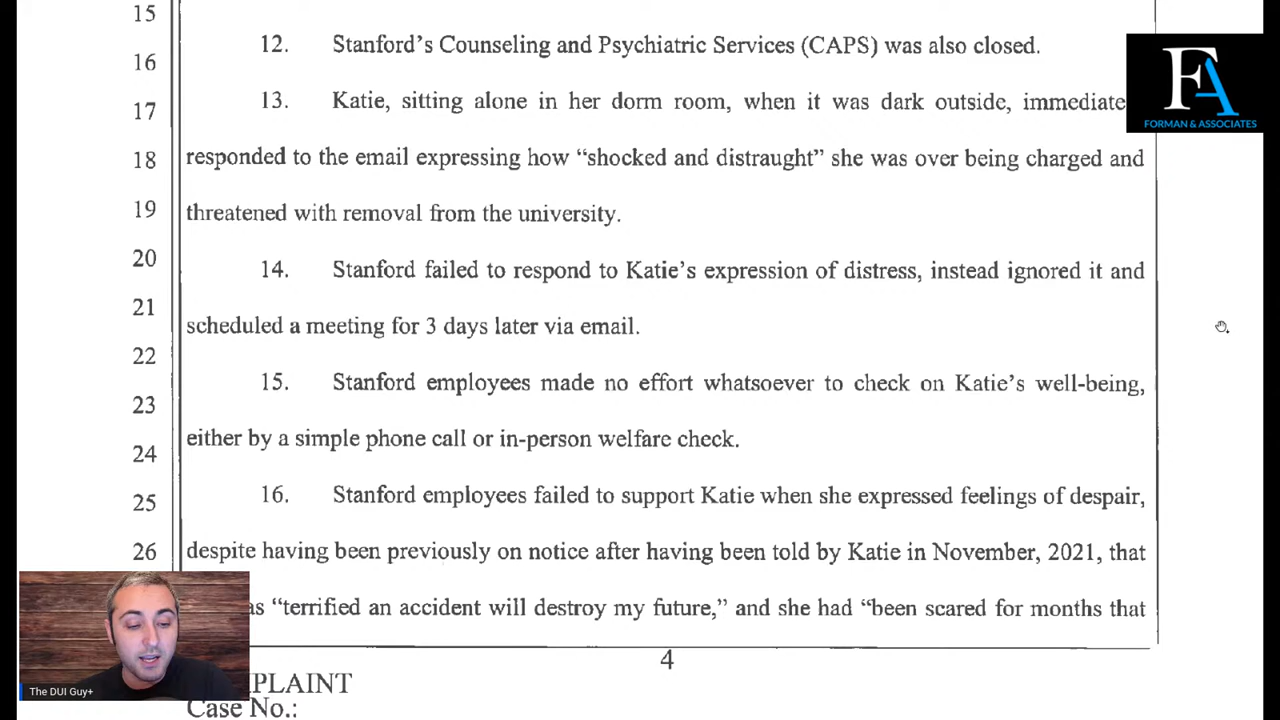 15
12. Stanford's Counseling and Psychiatric Services (CAPS) was also closed.
16
13. Katie, sitting alone in her dorm room, when it was dark outside,
17
responded to the email expressing how “shocked and distraught” she was over being charged and
18
threatened with removal from the university.
19
14. Stanford failed to respond to Katie’s expression of distress, instead ignored it and
20
21
scheduled a meeting for 3 days later via email.
22
15. Stanford employees made no effort whatsoever to check on Katie’s well-being,
23
either by a simple phone call or in-person welfare check.
24
16. Stanford employees failed to support Katie when she expressed feelings of despair,
25
despite having been previously on notice after having been told by Katie in November, 2021, that
26
“terrified an accident will destroy my future,” and she had “been scared for months that
4
Case No.:
FA
FORMAN & ASSOCIATES
The DUI Guy+